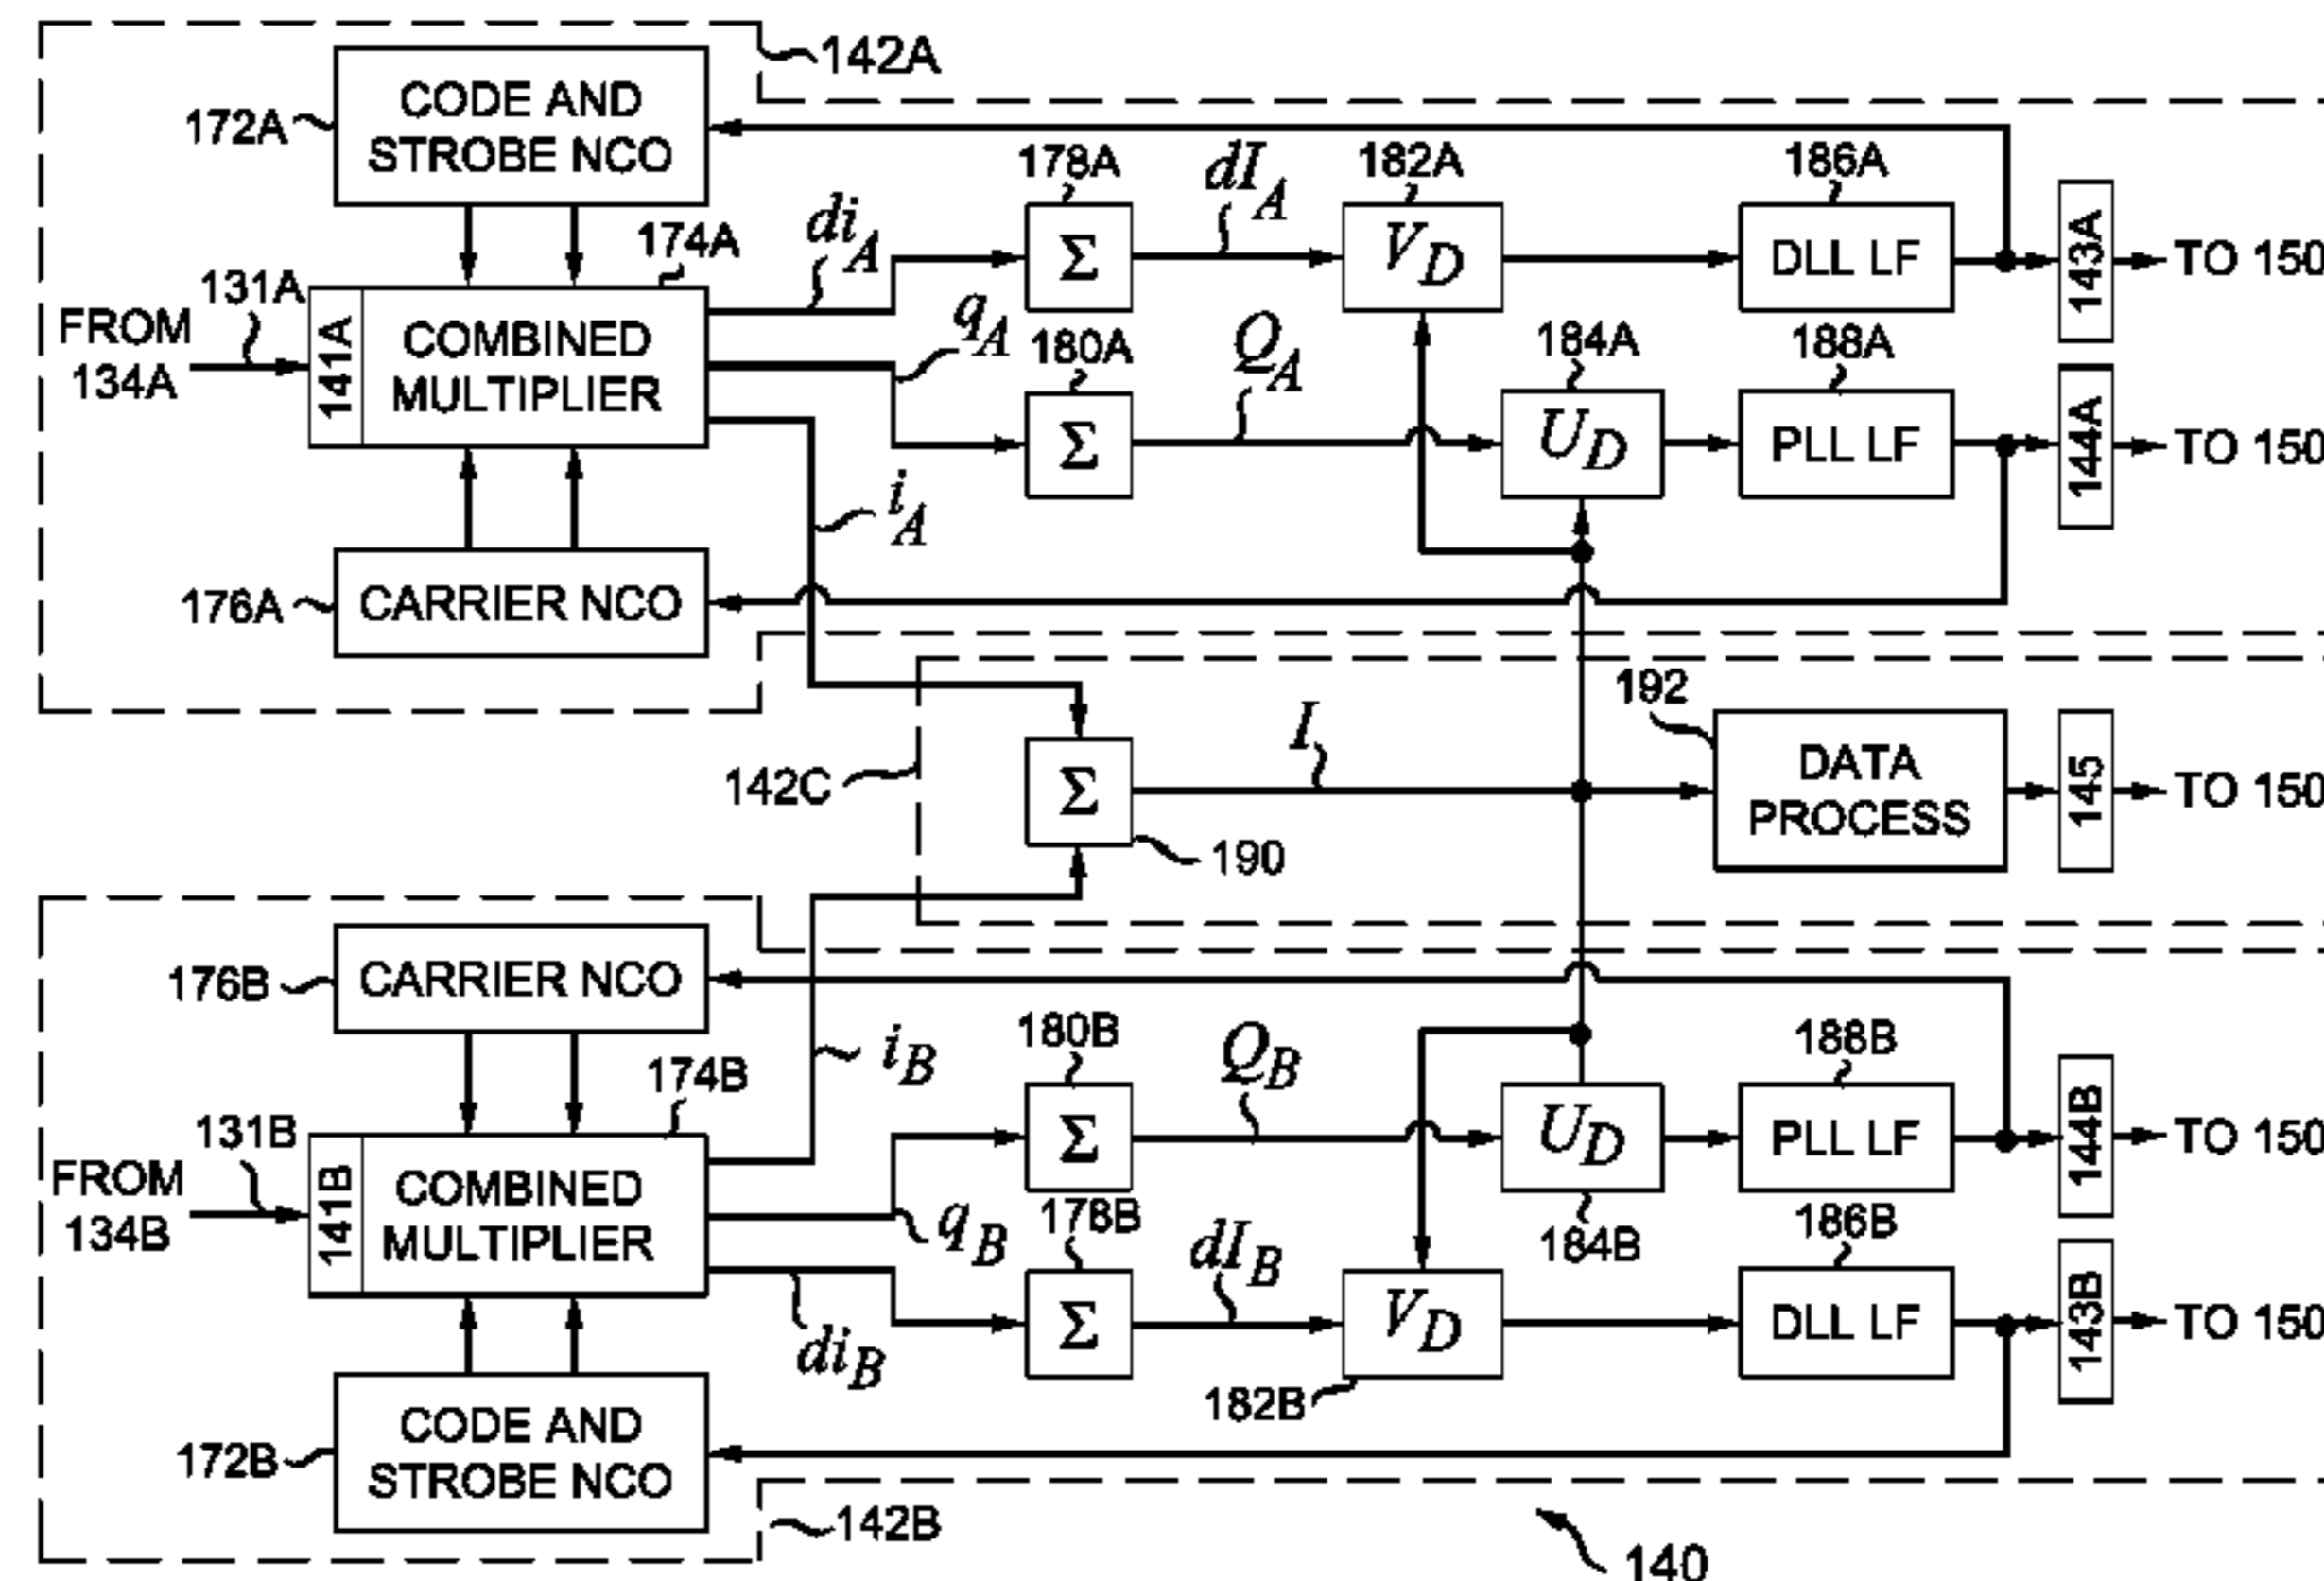 142A
CODE AND
STROBE NCO
172A
178A
dI_A
182A
186A
di_A
174A
Σ
V_D
DLL LF
143A
TO 150
131A
FROM
134A
141A
COMBINED
MULTIPLIER
q_A
180A
Q_A
184A
188A
Σ
U_D
PLL LF
144A
TO 150
i_A
176A
CARRIER NCO
192
I
142C
Σ
190
DATA
PROCESS
145
TO 150
176B
CARRIER NCO
i_B
180B
Q_B
188B
174B
131B
FROM
134B
141B
COMBINED
MULTIPLIER
Σ
U_D
PLL LF
144B
TO 150
q_B
178B
dI_B
184B
186B
di_B
Σ
V_D
DLL LF
143B
TO 150
182B
CODE AND
STROBE NCO
172B
142B
140